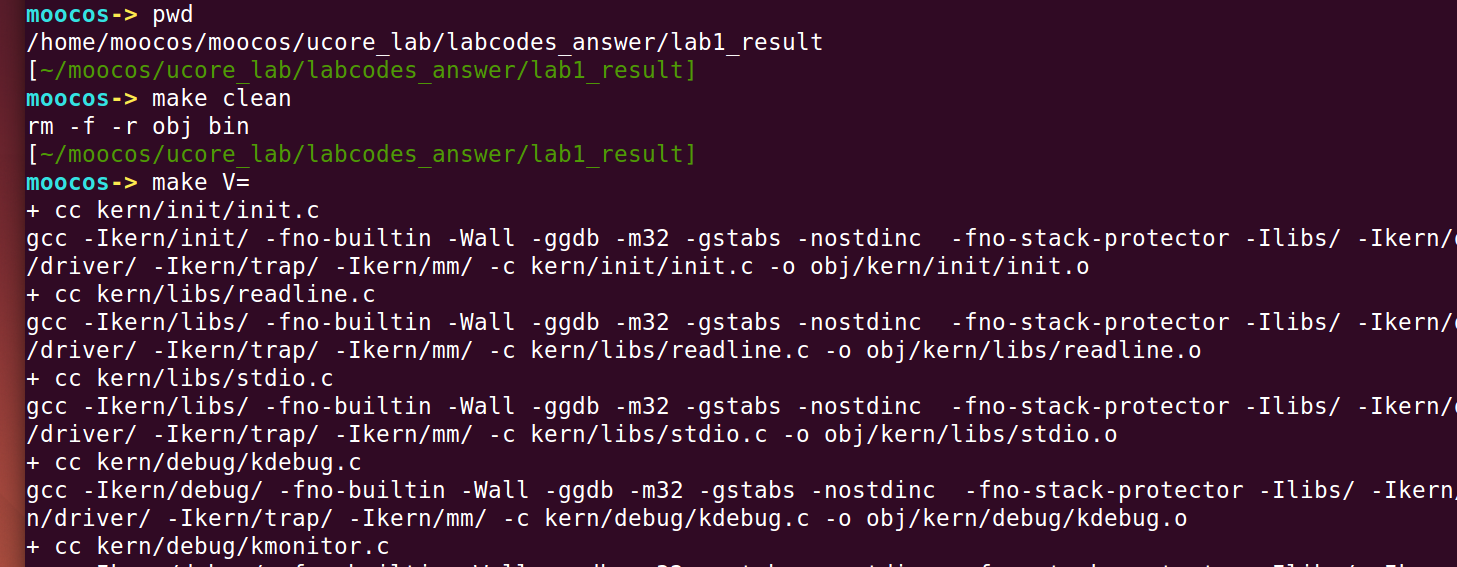 moocos-> pwd
/home/moocos/moocos/ucore_lab/labcodes_answer/lab1_result
[~/moocos/ucore_lab/labcodes_answer/lab1_result]
moocos-> make clean
rm -f -r obj bin
[~/moocos/ucore_lab/labcodes_answer/lab1_result]
moocos-> make V=
+ cc kern/init/init.c
gcc -Ikern/init/ -fno-builtin -Wall -ggdb -m32 -gstabs -nostdinc  -fno-stack-protector -Ilibs/ -Ikern/
/driver/ -Ikern/trap/ -Ikern/mm/ -c kern/init/init.c -o obj/kern/init/init.o
+ cc kern/libs/readline.c
gcc -Ikern/libs/ -fno-builtin -Wall -ggdb -m32 -gstabs -nostdinc  -fno-stack-protector -Ilibs/ -Ikern/
/driver/ -Ikern/trap/ -Ikern/mm/ -c kern/libs/readline.c -o obj/kern/libs/readline.o
+ cc kern/libs/stdio.c
gcc -Ikern/libs/ -fno-builtin -Wall -ggdb -m32 -gstabs -nostdinc  -fno-stack-protector -Ilibs/ -Ikern/
/driver/ -Ikern/trap/ -Ikern/mm/ -c kern/libs/stdio.c -o obj/kern/libs/stdio.o
+ cc kern/debug/kdebug.c
gcc -Ikern/debug/ -fno-builtin -Wall -ggdb -m32 -gstabs -nostdinc  -fno-stack-protector -Ilibs/ -Ikern/
n/driver/ -Ikern/trap/ -Ikern/mm/ -c kern/debug/kdebug.c -o obj/kern/debug/kdebug.o
+ cc kern/debug/kmonitor.c